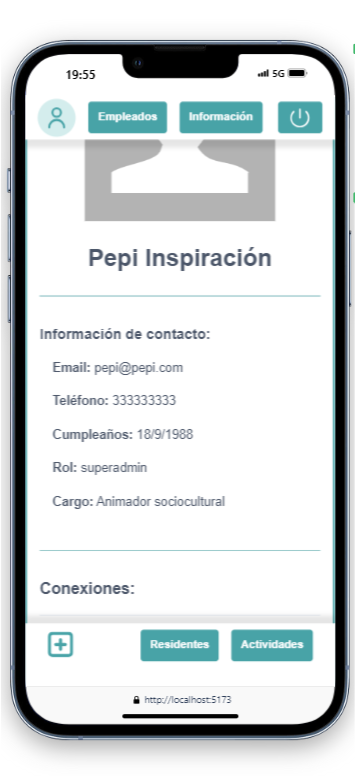 19:55
5G
Empleados
Información
Pepi Inspiración
Información de contacto:
Email: pepi@pepi.com
Teléfono: 333333333
Cumpleaños: 18/9/1988
Rol: superadmin
Cargo: Animador sociocultural
Conexiones:
Residentes
Actividades
http://localhost:5173